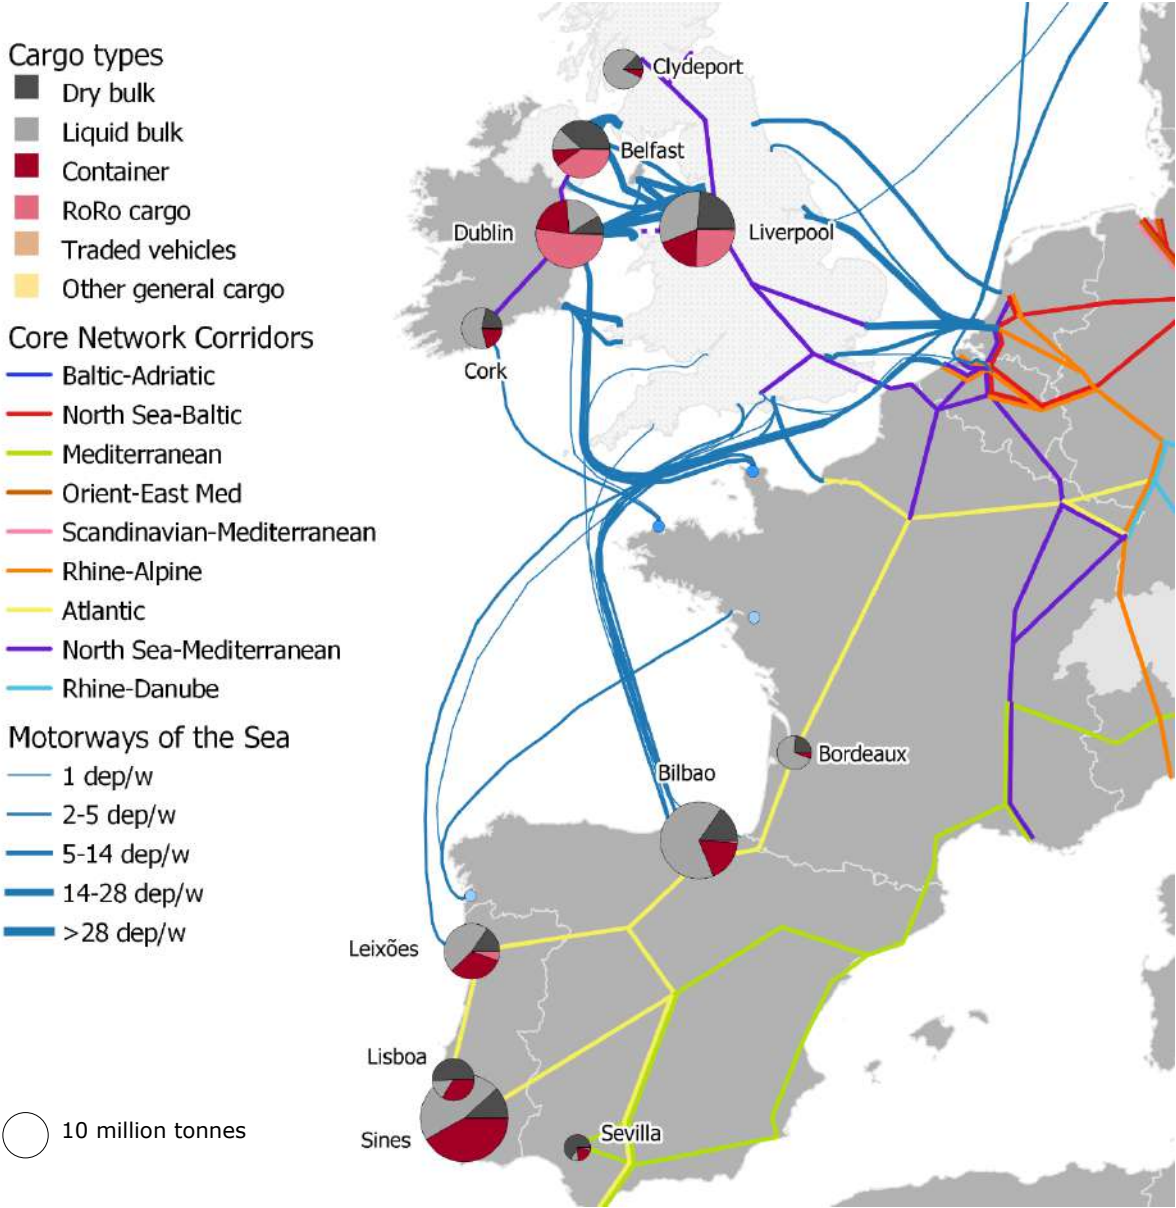 Cargo types
Dry bulk
Liquid bulk
Container
RoRo cargo
Traded vehicles
Other general cargo
Core Network Corridors
Baltic-Adriatic
North Sea-Baltic
Mediterranean
Orient-East Med
Scandinavian-Mediterranean
Rhine-Alpine
Atlantic
North Sea-Mediterranean
Rhine-Danube
Motorways of the Sea
1 dep/w
2-5 dep/w
5-14 dep/w
14-28 dep/w
>28 dep/w
10 million tonnes
Clydeport
Belfast
Dublin
Liverpool
Cork
Bordeaux
Bilbao
Leixões
Lisboa
Sines
Sevilla